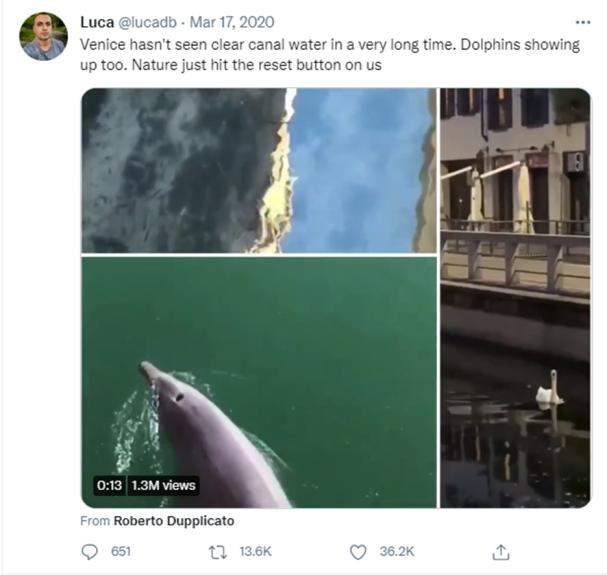 Luca @lucadb · Mar 17, 2020
Venice hasn't seen clear canal water in a very long time. Dolphins showing
up too. Nature just hit the reset button on us
0:13 1.3M views
From Roberto Dupplicato
651 13.6K 36.2K